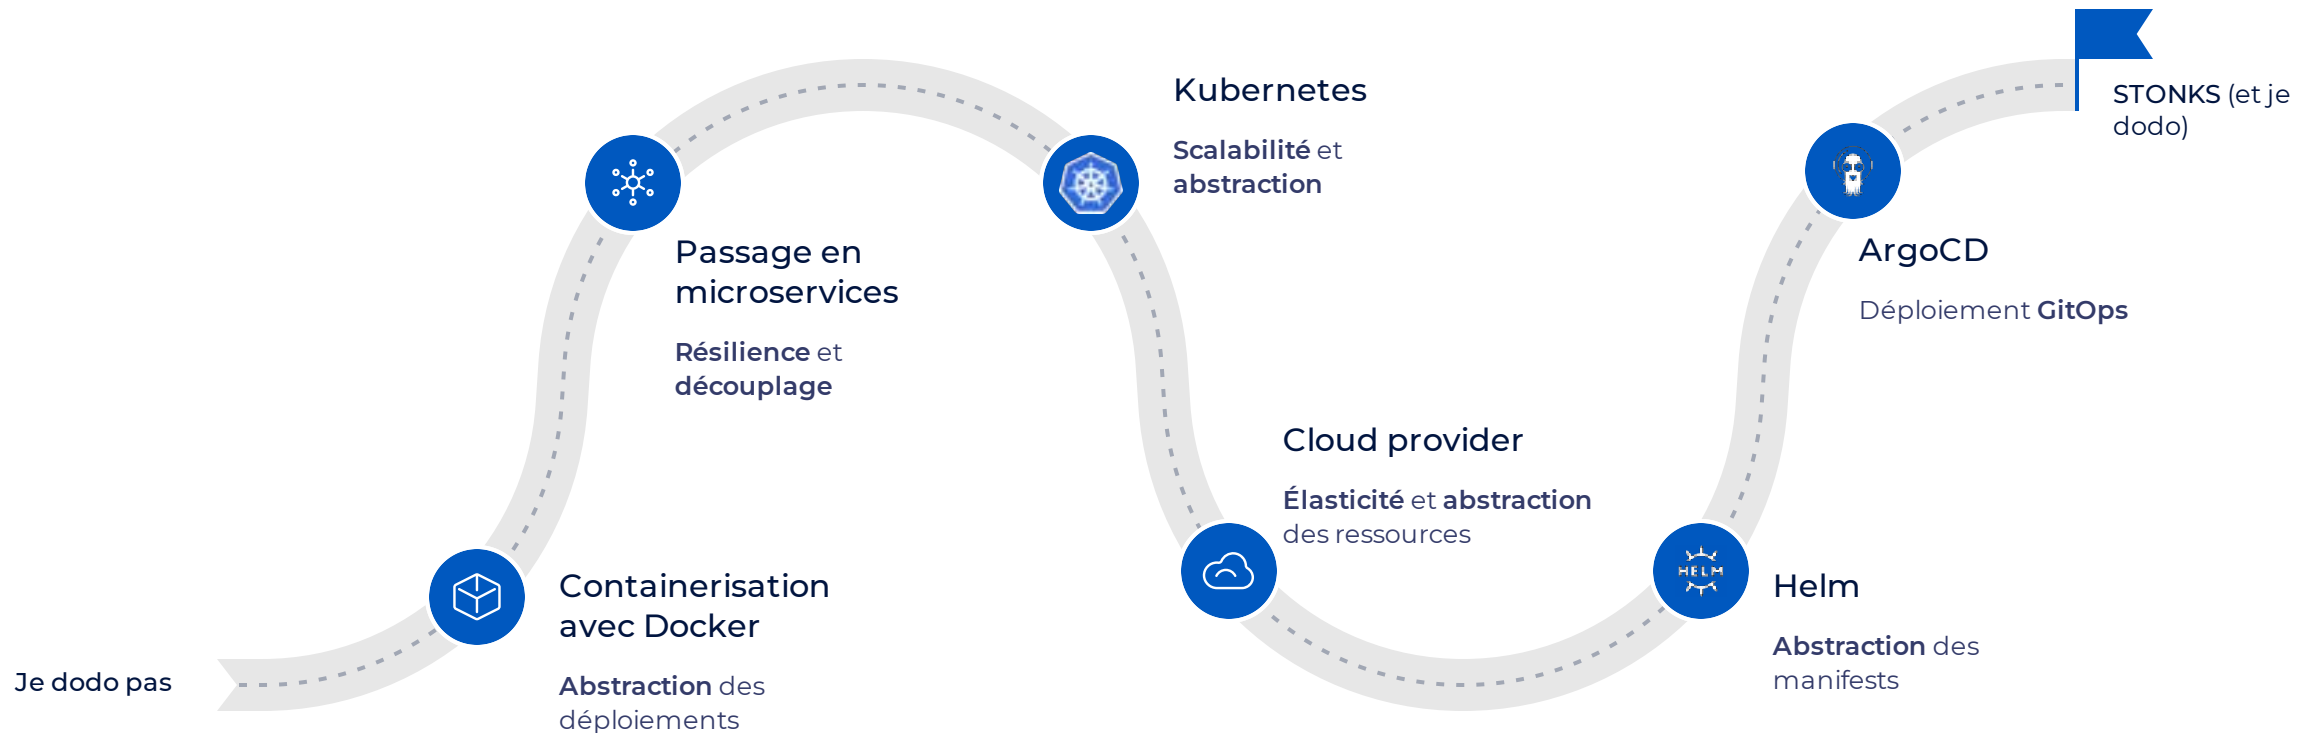 Je dodo pas
Containerisation
avec Docker
Abstraction des
déploiements
Passage en
microservices
Résilience et
découplage
Kubernetes
Scalabilité et
abstraction
Cloud provider
Élasticité et abstraction
des ressources
HELM
Helm
Abstraction des
manifests
ArgoCD
Déploiement GitOps
STONKS (et je
dodo)